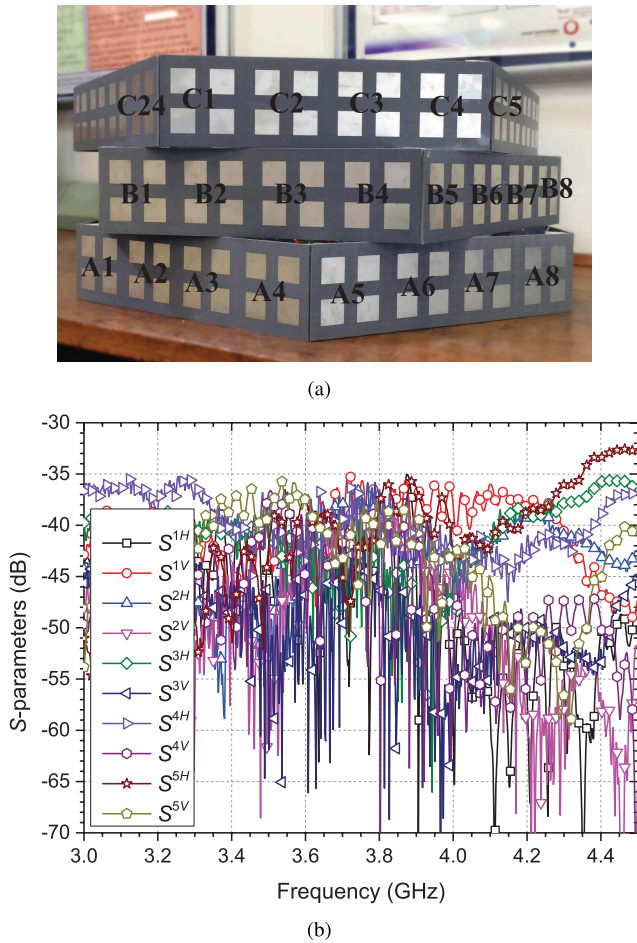 C24 C1 C2 C3 C4 C5
B1 B2 B3 B4 B5 B6 B7 B8
A1 A2 A3 A4 A5 A6 A7 A8
(a)
-30
-35
-40
-45
-50
-55
-60
-65
-70
S-parameters (dB)
S1H
S1V
S2H
S2V
S3H
S3V
S4H
S4V
S5H
S5V
3.0 3.2 3.4 3.6 3.8 4.0 4.2 4.4
Frequency (GHz)
(b)